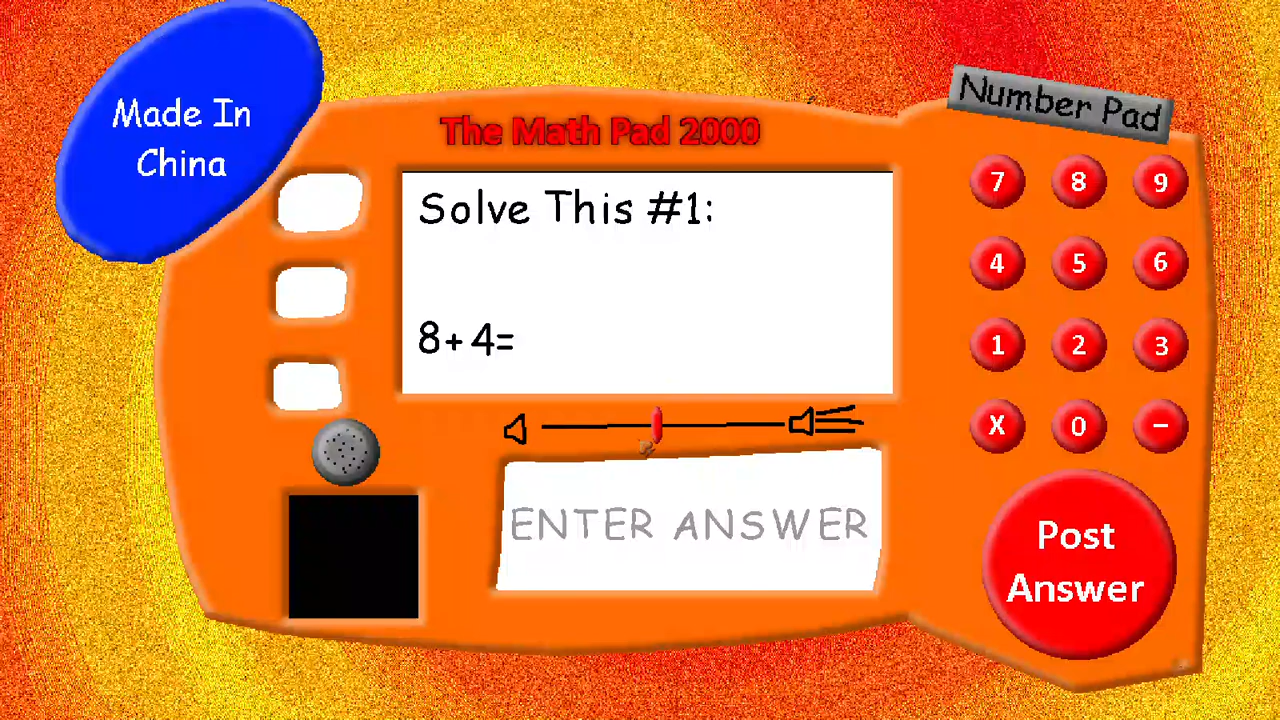 Made In
China
The Math Pad 2000
Number Pad
Solve This #1:
8+4=
7 8 9
4 5 6
1 2 3
X 0 −
ENTER ANSWER
Post
Answer